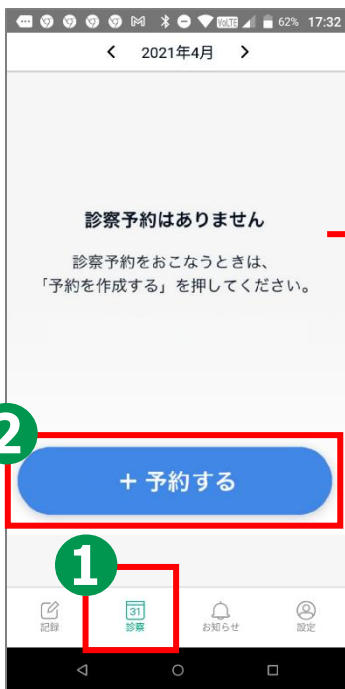 62% 17:32
2021年4月
診察予約はありません
診察予約をおこなうときは、
「予約を作成する」を押してください。
2
+ 予約する
1
31
記録 診察 お知らせ 設定